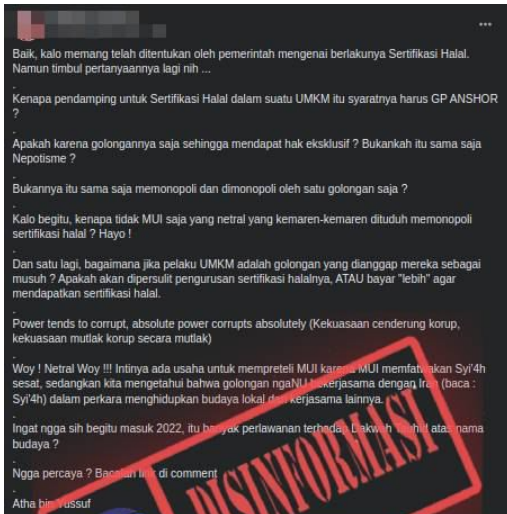 Baik, kalo memang telah ditentukan oleh pemerintah mengenai berlakunya Sertifikasi Halal.
Namun timbul pertanyaannya lagi nih ...
.
Kenapa pendamping untuk Sertifikasi Halal dalam suatu UMKM itu syaratnya harus GP ANSHOR
?
.
Apakah karena golongannya saja sehingga mendapat hak eksklusif ? Bukankah itu sama saja
Nepotisme ?
.
Bukannya itu sama saja memonopoli dan dimonopoli oleh satu golongan saja ?
.
Kalo begitu, kenapa tidak MUI saja yang netral yang kemaren-kemaren dituduh memonopoli
sertifikasi halal ? Hayo !
.
Dan satu lagi, bagaimana jika pelaku UMKM adalah golongan yang dianggap mereka sebagai
musuh ? Apakah akan dipersulit pengurusan sertifikasi halalnya, ATAU bayar "lebih" agar
mendapatkan sertifikasi halal.
.
Power tends to corrupt, absolute power corrupts absolutely (Kekuasaan cenderung korup,
kekuasaan mutlak korup secara mutlak)
.
Woy ! Netral Woy !!! Intinya ada usaha untuk mempreteli MUI karena MUI memfatwakan Syi'4h
sesat, sedangkan kita mengetahui bahwa golongan ngaNU bekerjasama dengan Iran (baca :
Syi'4h) dalam perkara menghidupkan budaya lokal dan kerjasama lainnya.
.
Ingat ngga sih begitu masuk 2022, itu banyak perlawanan terhadap Dakwah Tauhid atas nama
budaya ?
.
Ngga percaya ? Bacalah link di comment
.
Atha bin Yussuf
DISINFORMASI